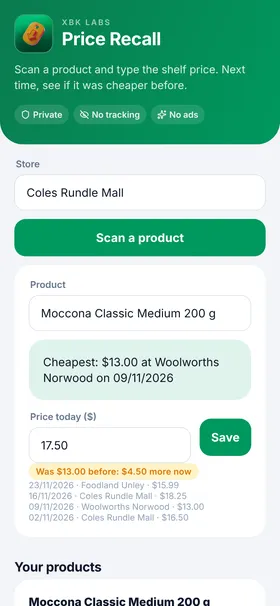 XBK LABS
Price Recall
Scan a product and type the shelf price. Next
time, see if it was cheaper before.
Private
No tracking
No ads
Store
Coles Rundle Mall
Scan a product
Product
Moccona Classic Medium 200 g
Cheapest: $13.00 at Woolworths
Norwood on 09/11/2026
Price today ($)
17.50
Save
Was $13.00 before: $4.50 more now
23/11/2026 · Foodland Unley · $15.99
16/11/2026 · Coles Rundle Mall · $18.25
09/11/2026 · Woolworths Norwood · $13.00
02/11/2026 · Coles Rundle Mall · $16.50
Your products
Moccona Classic Medium 200 g